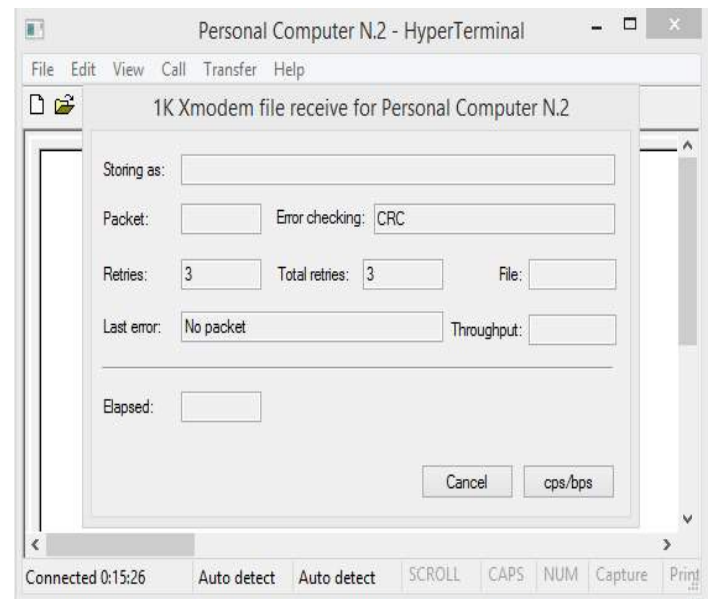 Personal Computer N.2 - HyperTerminal
File Edit View Call Transfer Help
1K Xmodem file receive for Personal Computer N.2
Storing as:
Packet: Error checking: CRC
Retries: 3 Total retries: 3 File:
Last error: No packet Throughput:
Elapsed:
Cancel cps/bps
Connected 0:15:26 Auto detect Auto detect SCROLL CAPS NUM Capture Print